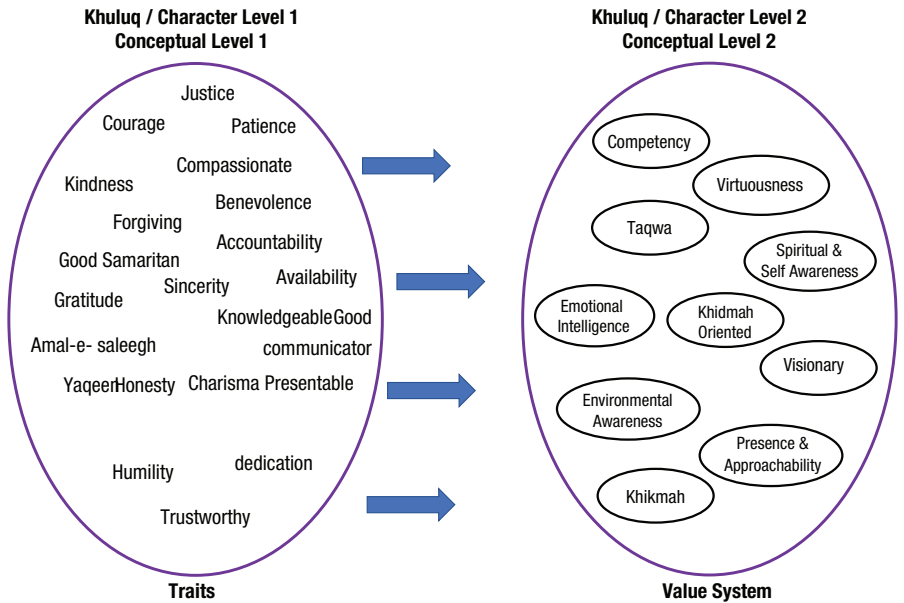 Khuluq / Character Level 1
Conceptual Level 1
Justice
Courage
Patience
Compassionate
Kindness
Benevolence
Forgiving
Accountability
Good Samaritan
Sincerity
Availability
Gratitude
KnowledgeableGood
communicator
Amal-e- saleegh
YaqeenHonesty
Charisma Presentable
Humility
dedication
Trustworthy
Traits
Khuluq / Character Level 2
Conceptual Level 2
Competency
Virtuousness
Taqwa
Spiritual &
Self Awareness
Emotional
Intelligence
Khidmah
Oriented
Visionary
Environmental
Awareness
Presence &
Approachability
Khikmah
Value System